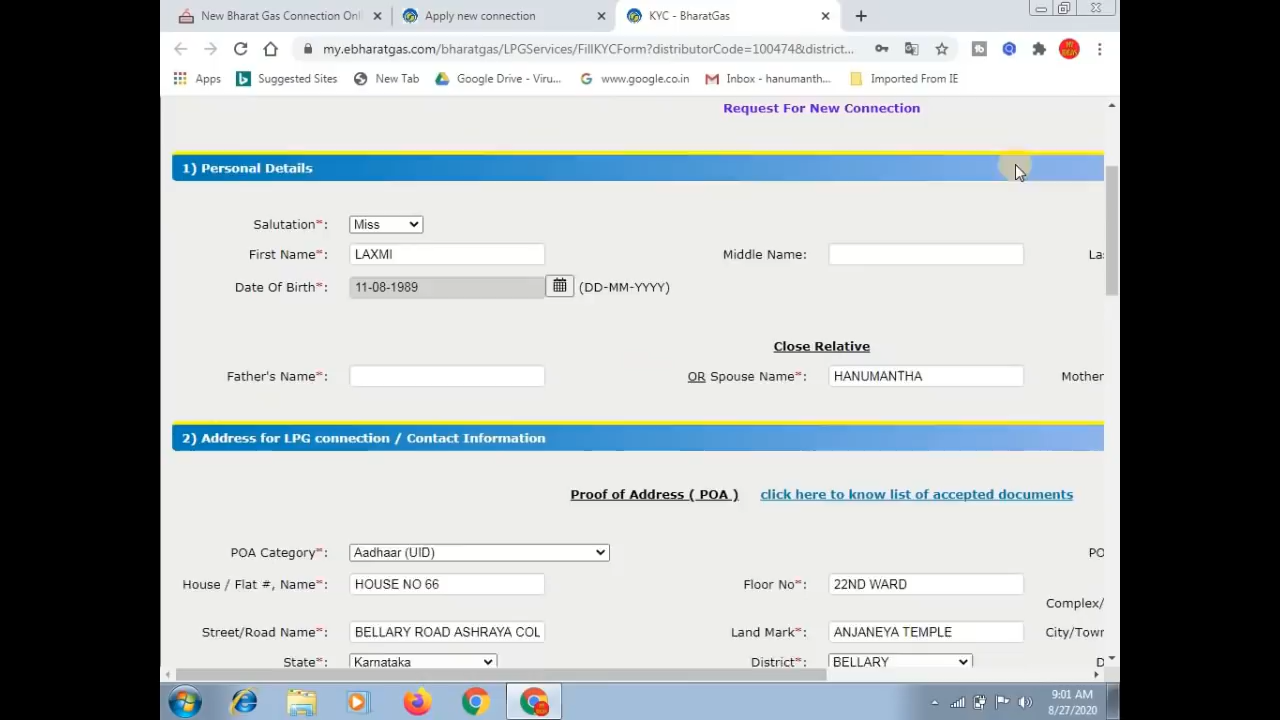 New Bharat Gas Connection Onl
Apply new connection
KYC - BharatGas
my.ebharatgas.com/bharatgas/LPGServices/FillKYCForm?distributorCode=100474&district...
Apps
Suggested Sites
New Tab
Google Drive - Viru...
www.google.co.in
Inbox - hanumanth...
Imported From IE
Request For New Connection
1) Personal Details
Salutation*: Miss
First Name*: LAXMI Middle Name: La
Date Of Birth*: 11-08-1989 (DD-MM-YYYY)
Close Relative
Father's Name*: OR Spouse Name*: HANUMANTHA Mother
2) Address for LPG connection / Contact Information
Proof of Address ( POA ) click here to know list of accepted documents
POA Category*: Aadhaar (UID) PO
House / Flat #, Name*: HOUSE NO 66 Floor No*: 22ND WARD
Complex/
Street/Road Name*: BELLARY ROAD ASHRAYA COL Land Mark*: ANJANEYA TEMPLE City/Tow
State*: Karnataka District*: BELLARY
9:01 AM
8/27/2020